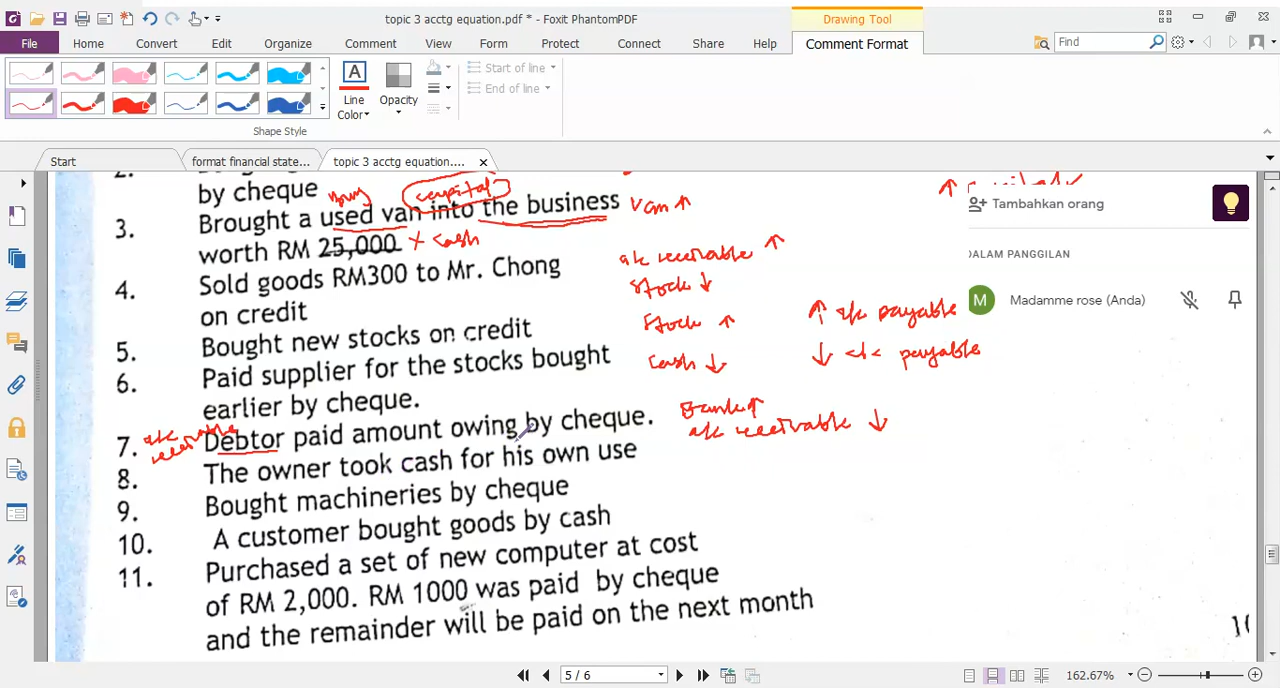 topic 3 acctg equation.pdf * - Foxit PhantomPDF
Drawing Tool
File Home Convert Edit Organize Comment View Form Protect Connect Share Help Comment Format
Find
Line Color
Opacity
Start of line
End of line
Shape Style
Start
format financial state...
topic 3 acctg equation....
by cheque
buy capital
3. Brought a used van into the business van ↑
worth RM 25,000 x cash
4. Sold goods RM300 to Mr. Chong a/c receivable ↑
on credit stock ↓
5. Bought new stocks on credit stock ↑ ↑ a/c payable
6. Paid supplier for the stocks bought cash ↓ ↓ a/c payable
earlier by cheque.
a/c receivable
7. Debtor paid amount owing by cheque. bank ↑
a/c receivable ↓
8. The owner took cash for his own use
9. Bought machineries by cheque
10. A customer bought goods by cash
11. Purchased a set of new computer at cost
of RM 2,000. RM 1000 was paid by cheque
and the remainder will be paid on the next month
Tambahkan orang
DALAM PANGGILAN
M Madamme rose (Anda)
5 / 6
162.67%